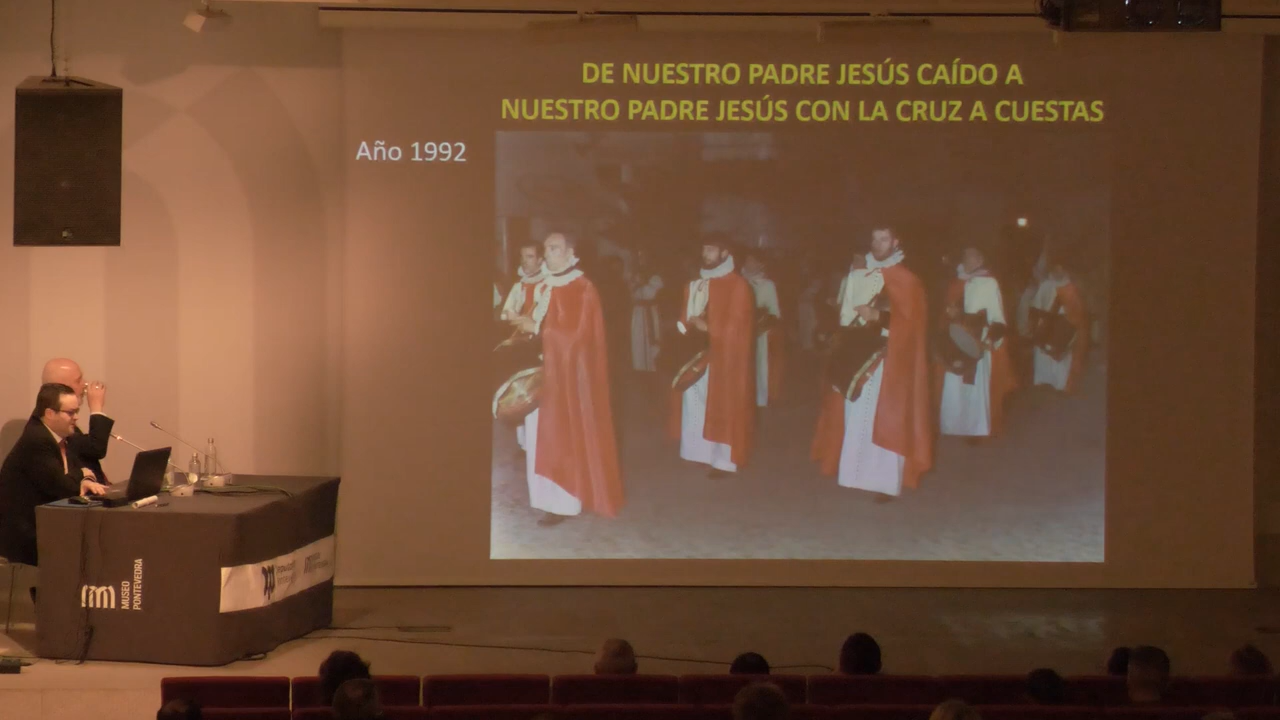 DE NUESTRO PADRE JESÚS CAÍDO A
NUESTRO PADRE JESÚS CON LA CRUZ A CUESTAS
Año 1992
MUSEO
PONTEVEDRA